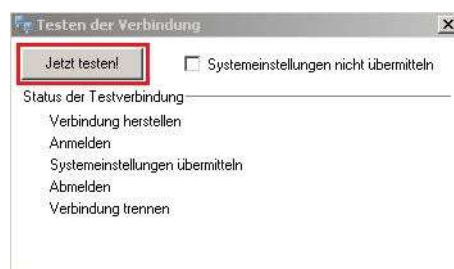 Testen der Verbindung
Jetzt testen!
Systemeinstellungen nicht übermitteln
Status der Testverbindung
Verbindung herstellen
Anmelden
Systemeinstellungen übermitteln
Abmelden
Verbindung trennen